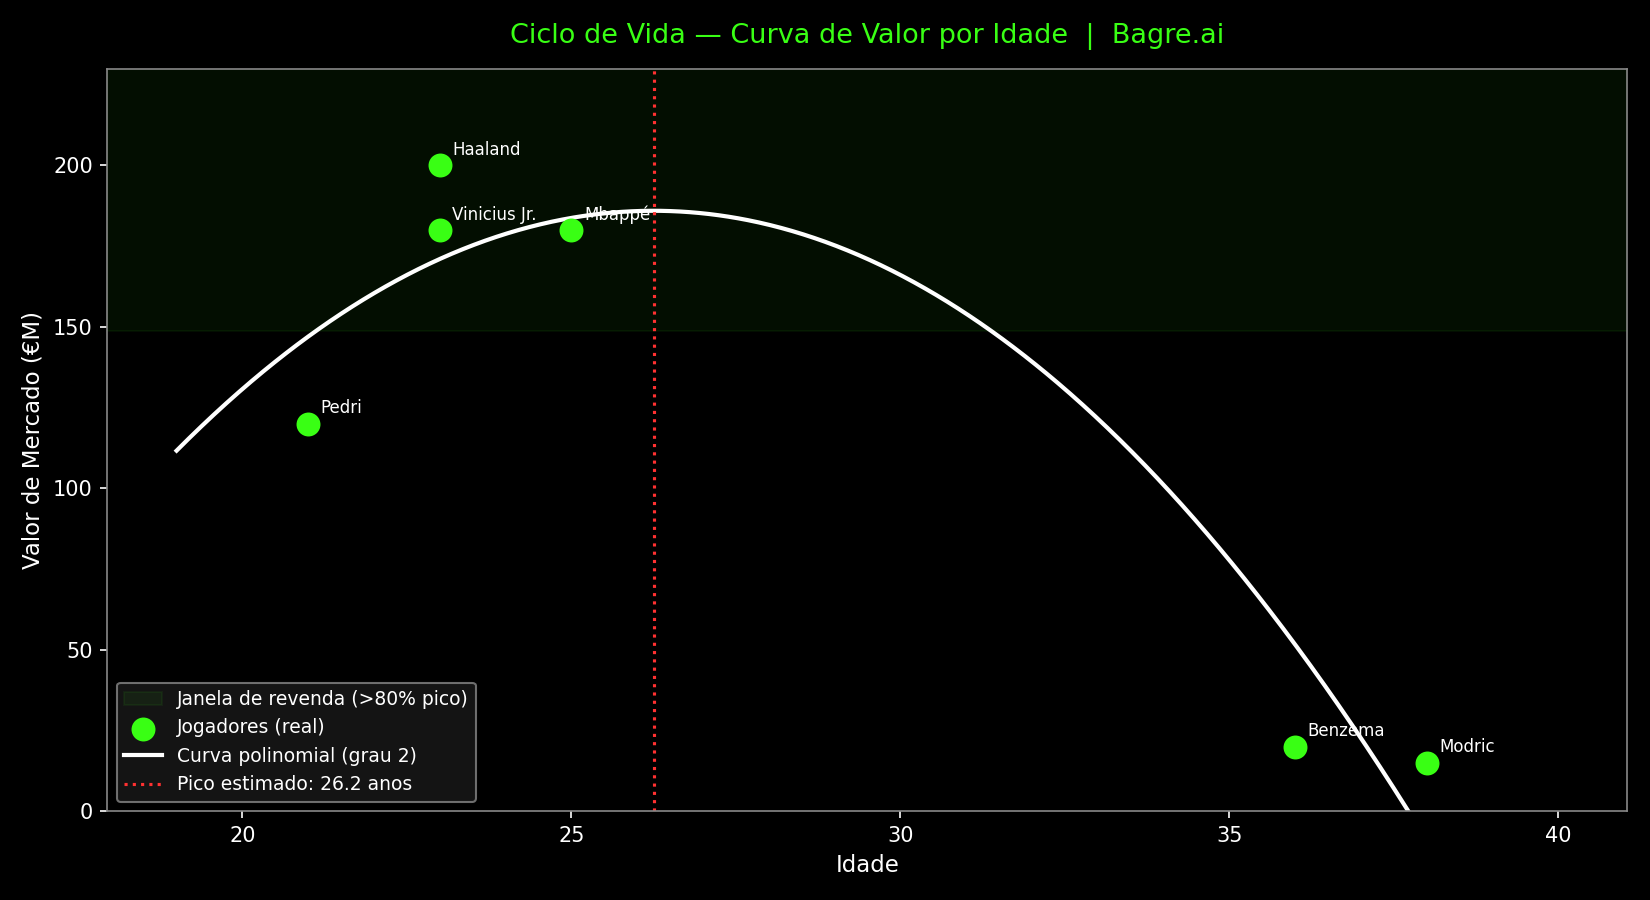 Ciclo de Vida — Curva de Valor por Idade | Bagre.ai
Valor de Mercado (€M)
200
150
100
50
0
Haaland
Vinicius Jr.
Mbappé
Pedri
Benzema
Modric
Janela de revenda (>80% pico)
Jogadores (real)
Curva polinomial (grau 2)
Pico estimado: 26.2 anos
20
25
30
35
40
Idade